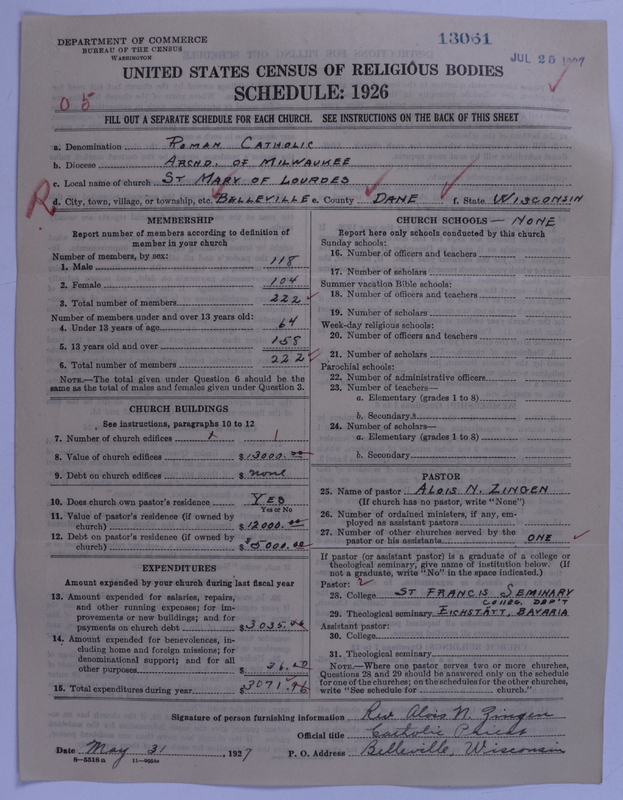 DEPARTMENT OF COMMERCE
BUREAU OF THE CENSUS
WASHINGTON
13061
JUL 25 1927
UNITED STATES CENSUS OF RELIGIOUS BODIES
SCHEDULE: 1926
05
FILL OUT A SEPARATE SCHEDULE FOR EACH CHURCH. SEE INSTRUCTIONS ON THE BACK OF THIS SHEET
a. Denomination ROMAN CATHOLIC
b. Diocese ARCHD. OF MILWAUKEE
c. Local name of church ST MARY OF LOURDES
R d. City, town, village, or township, etc. BELLEVILLE e. County DANE f. State WISCONSIN
MEMBERSHIP
Report number of members according to definition of
member in your church
Number of members, by sex:
1. Male 118
2. Female 104
3. Total number of members 222
Number of members under and over 13 years old:
4. Under 13 years of age 64
5. 13 years old and over 158
6. Total number of members 222
NOTE.—The total given under Question 6 should be the
same as the total of males and females given under Question 3.
CHURCH BUILDINGS
See instructions, paragraphs 10 to 12
7. Number of church edifices 1
8. Value of church edifices $13000.00
9. Debt on church edifices $ none
10. Does church own pastor's residence YES
Yes or No
11. Value of pastor's residence (if owned by
church) $12000.00
12. Debt on pastor's residence (if owned by
church) $5000.00
EXPENDITURES
Amount expended by your church during last fiscal year
13. Amount expended for salaries, repairs,
and other running expenses; for im-
provements or new buildings; and for
payments on church debt $3035.
14. Amount expended for benevolences, in-
cluding home and foreign missions; for
denominational support; and for all
other purposes $ 36.
15. Total expenditures during year $3071.
CHURCH SCHOOLS — NONE
Report here only schools conducted by this church
Sunday schools:
16. Number of officers and teachers
17. Number of scholars
Summer vacation Bible schools:
18. Number of officers and teachers
19. Number of scholars
Week-day religious schools:
20. Number of officers and teachers
21. Number of scholars
Parochial schools:
22. Number of administrative officers
23. Number of teachers—
a. Elementary (grades 1 to 8)
b. Secondary
24. Number of scholars—
a. Elementary (grades 1 to 8)
b. Secondary
PASTOR
25. Name of pastor ALOIS N. ZINGEN
(If church has no pastor, write "None")
26. Number of ordained ministers, if any, em-
ployed as assistant pastors
27. Number of other churches served by the
pastor or his assistants ONE
If pastor (or assistant pastor) is a graduate of a college or
theological seminary, give name of institution below. (If
not a graduate, write "No" in the space indicated.)
Pastor: 2
28. College ST FRANCIS SEMINARY
COLLEG. DEP'T
29. Theological seminary EICHSTÄTT, BAVARIA
Assistant pastor:
30. College
31. Theological seminary
NOTE.—Where one pastor serves two or more churches,
Questions 28 and 29 should be answered only on the schedule
for one of the churches; on the schedules for the other churches,
write "See schedule for church."
Signature of person furnishing information Rev. Alois N. Zingen
Official title Catholic Priest
Date May 31, 1927 P. O. Address Belleville, Wisconsin
8—5518a